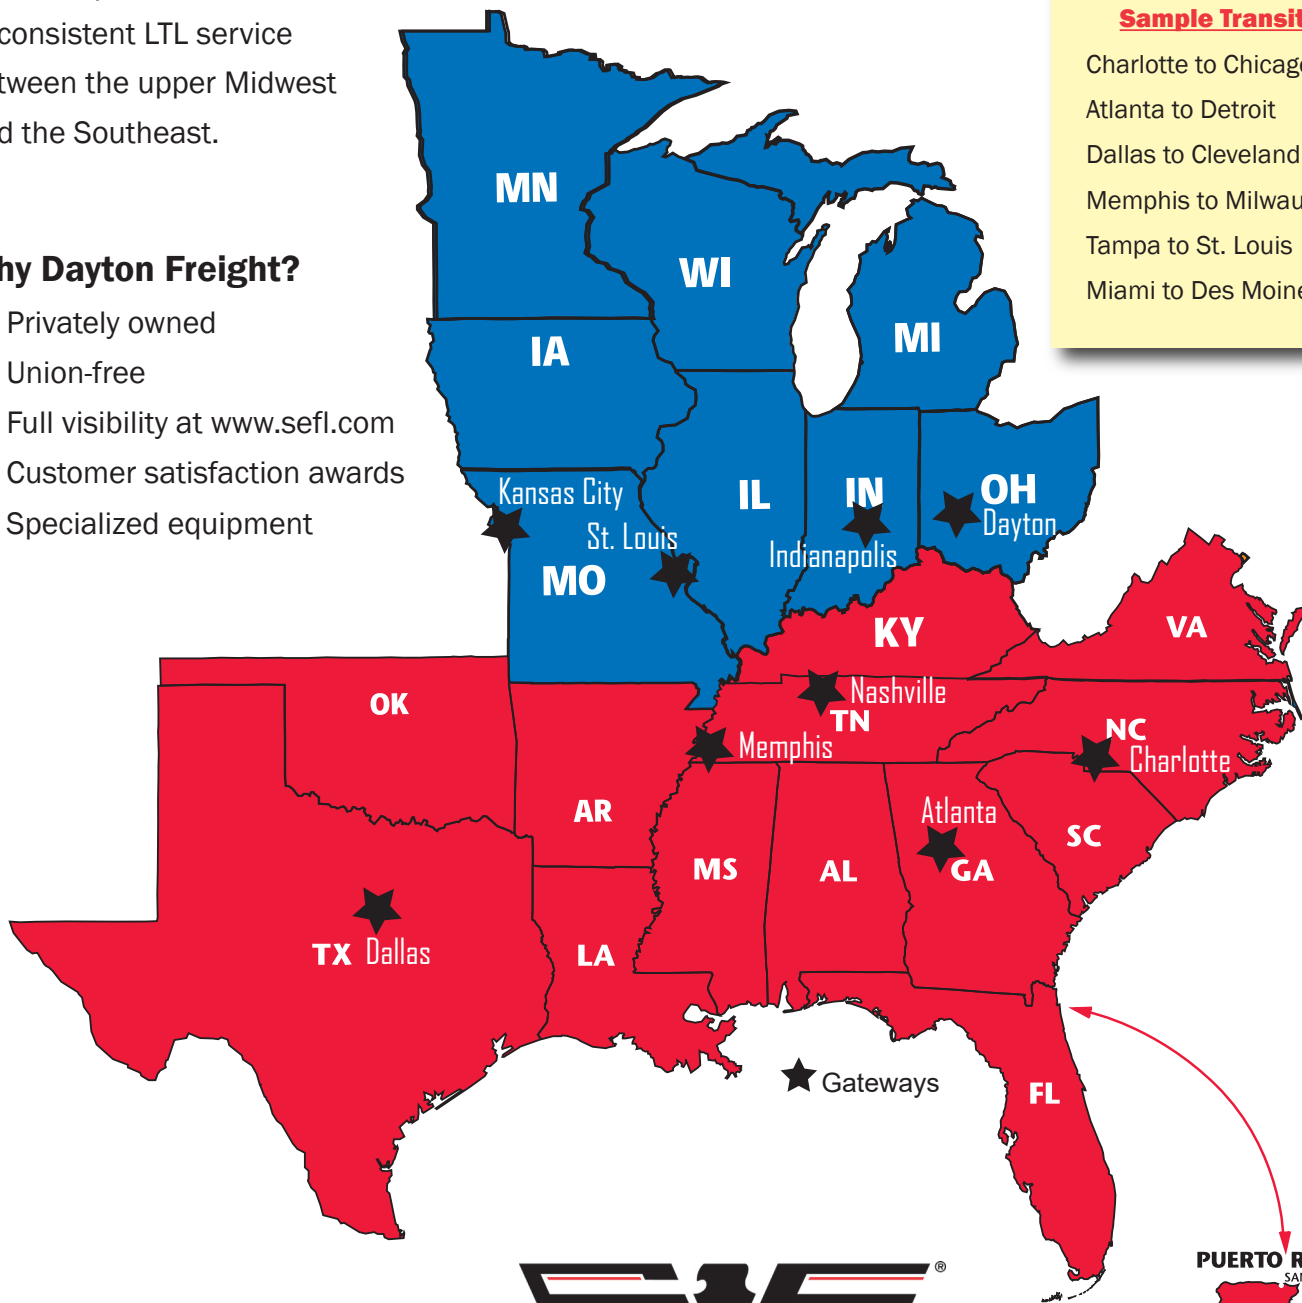 consistent LTL service
tween the upper Midwest
d the Southeast.
hy Dayton Freight?
Privately owned
Union-free
Full visibility at www.sefl.com
Customer satisfaction awards
Specialized equipment
Sample Transit
Charlotte to Chicago
Atlanta to Detroit
Dallas to Cleveland
Memphis to Milwau
Tampa to St. Louis
Miami to Des Moine
MN
WI
MI
IA
IL
IN
OH
Kansas City
St. Louis
Dayton
Indianapolis
MO
KY
VA
OK
Nashville
TN
NC
Memphis
Charlotte
AR
Atlanta
SC
MS
AL
GA
TX Dallas
LA
Gateways
FL
PUERTO R
SA
®